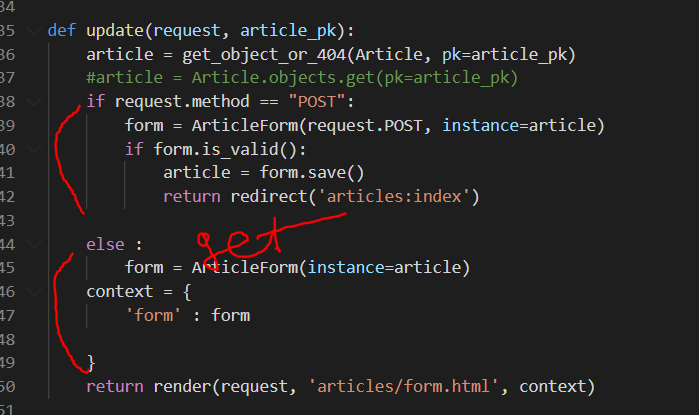 34
35 def update(request, article_pk):
36 article = get_object_or_404(Article, pk=article_pk)
37 #article = Article.objects.get(pk=article_pk)
38 if request.method == "POST":
39 form = ArticleForm(request.POST, instance=article)
40 if form.is_valid():
41 article = form.save()
42 return redirect('articles:index')
43
get
44 else :
45 form = ArticleForm(instance=article)
46 context = {
47 'form' : form
48
49 }
50 return render(request, 'articles/form.html', context)
51